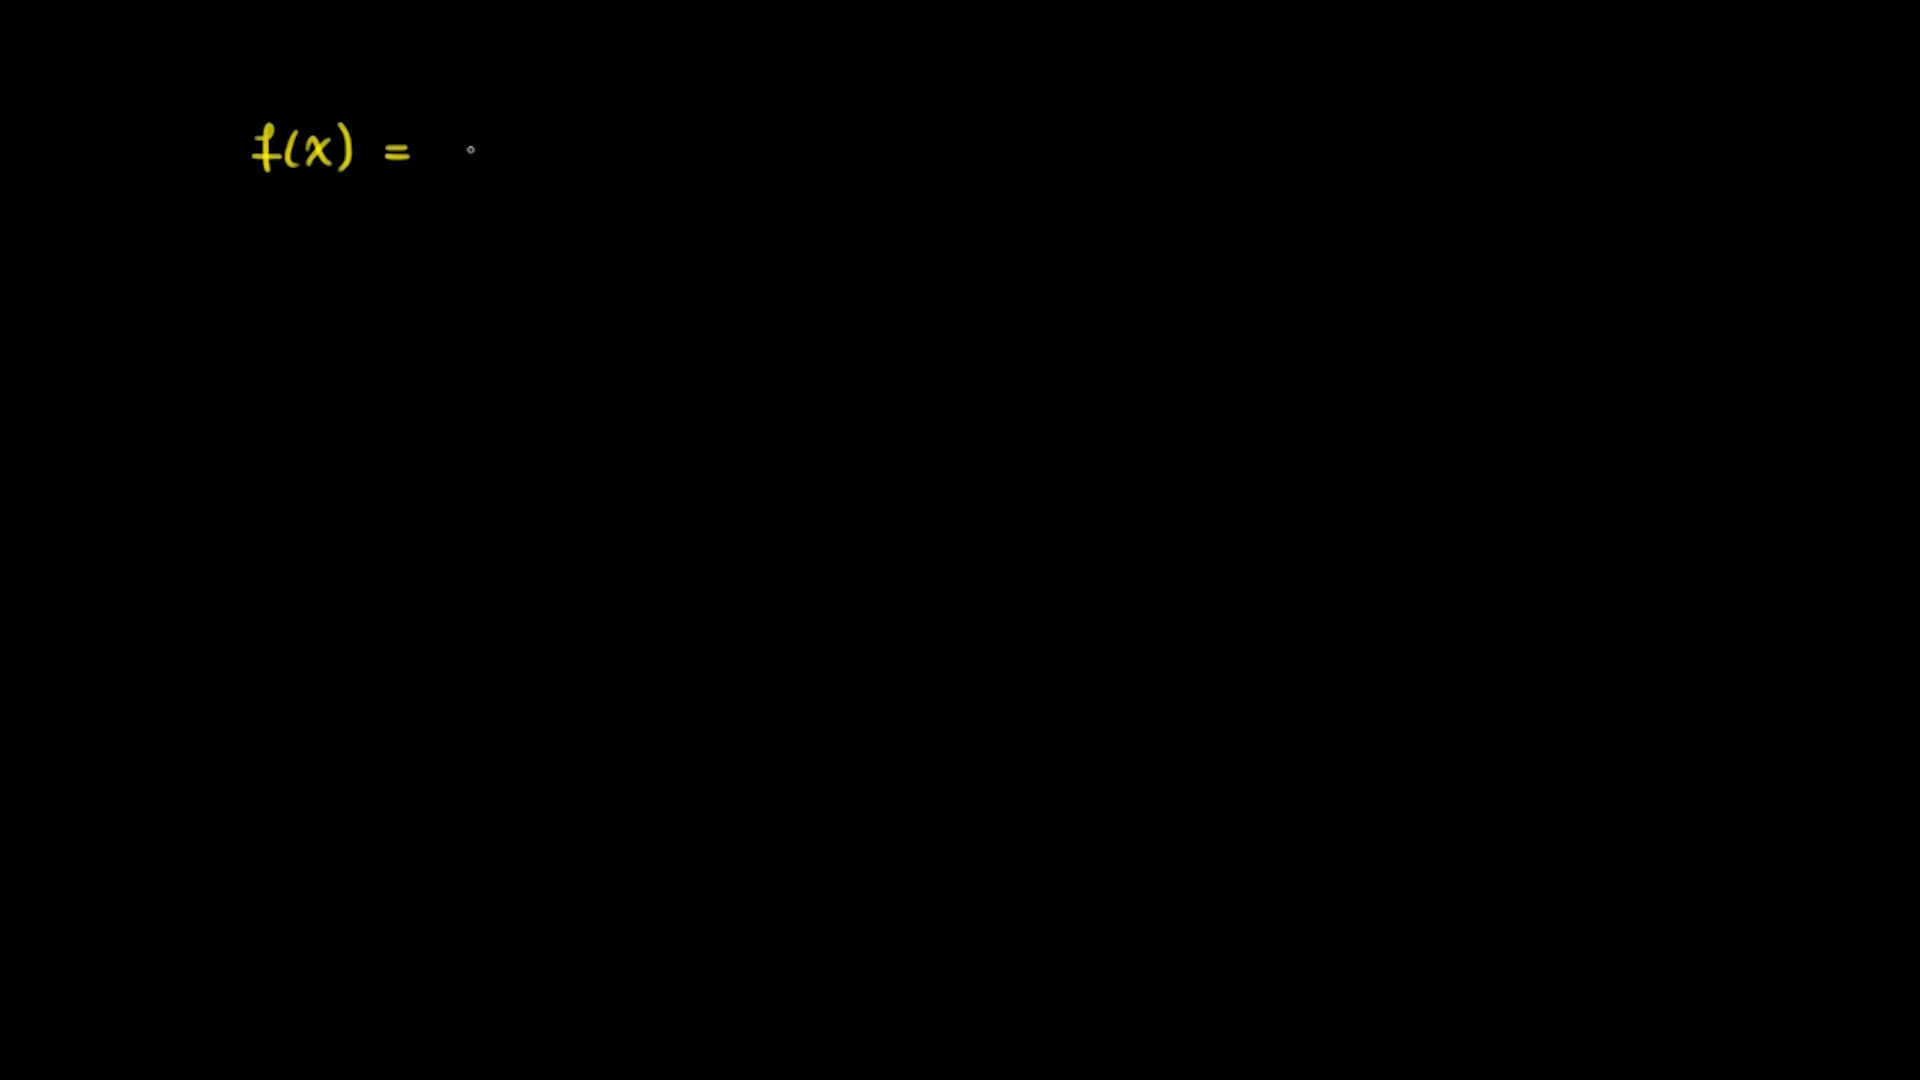 f(x) =